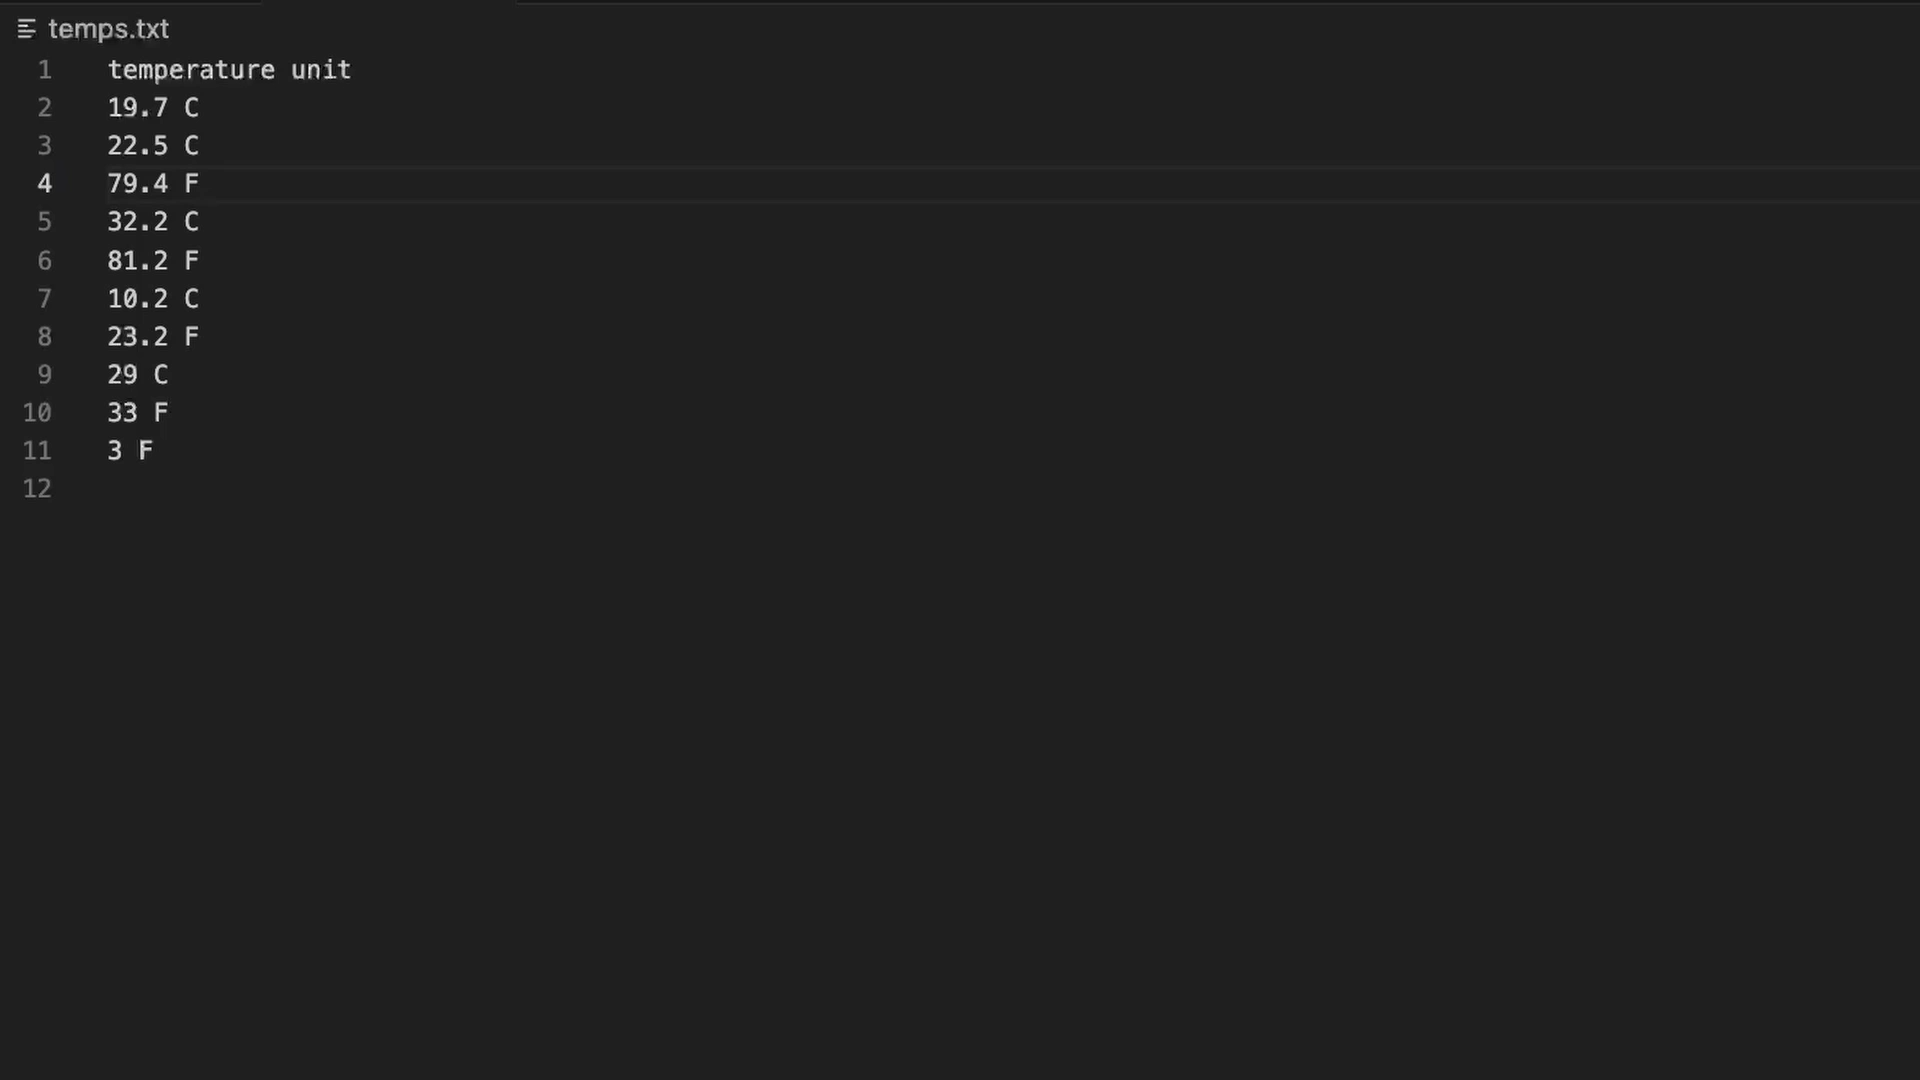 temps.txt
1 temperature unit
2 19.7 C
3 22.5 C
4 79.4 F
5 32.2 C
6 81.2 F
7 10.2 C
8 23.2 F
9 29 C
10 33 F
11 3 F
12